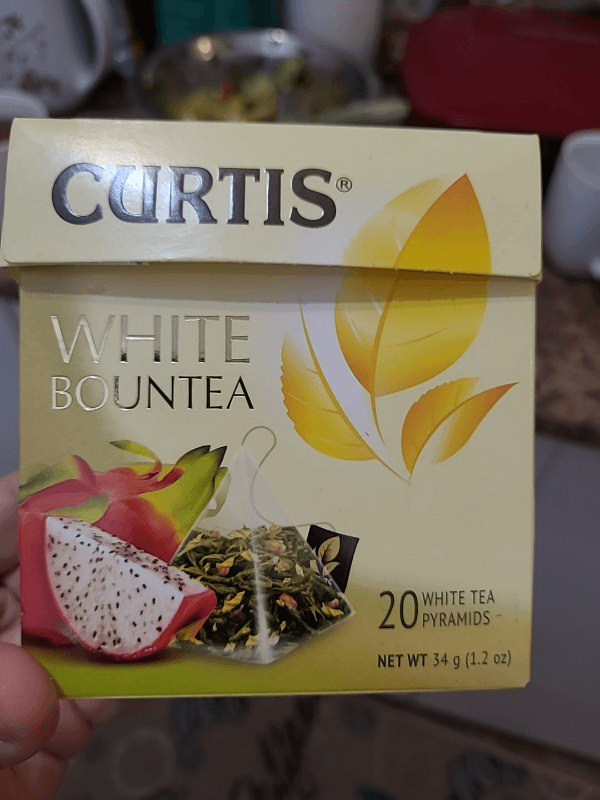 CURTIS®
WHITE
BOUNTEA
20 WHITE TEA
PYRAMIDS
NET WT 34 g (1.2 oz)